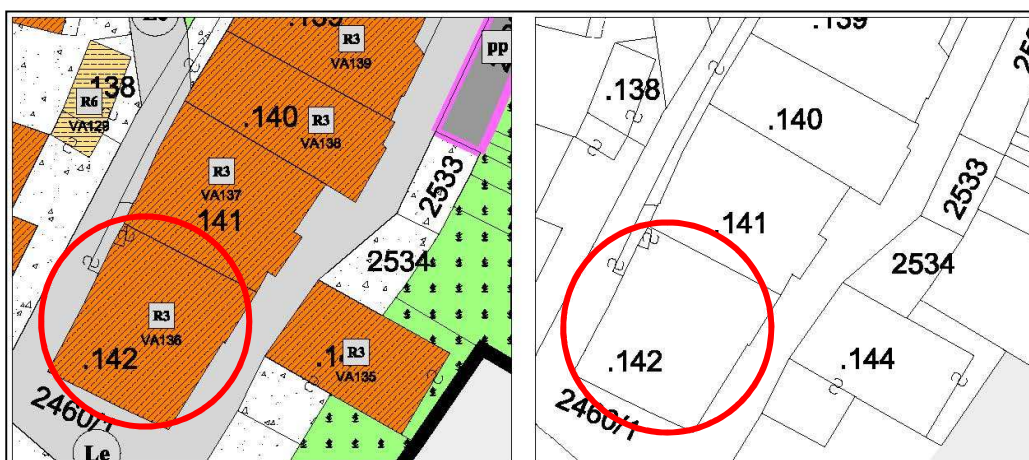 .139
R3
VA139
pp
138
R6
VA129
.140
R3
VA138
R3
VA137
2533
141
2534
R3
VA136
.142
R3
VA135
2460/1
Le
.139
.138
.140
2533
.141
2534
.142
.144
2460/1